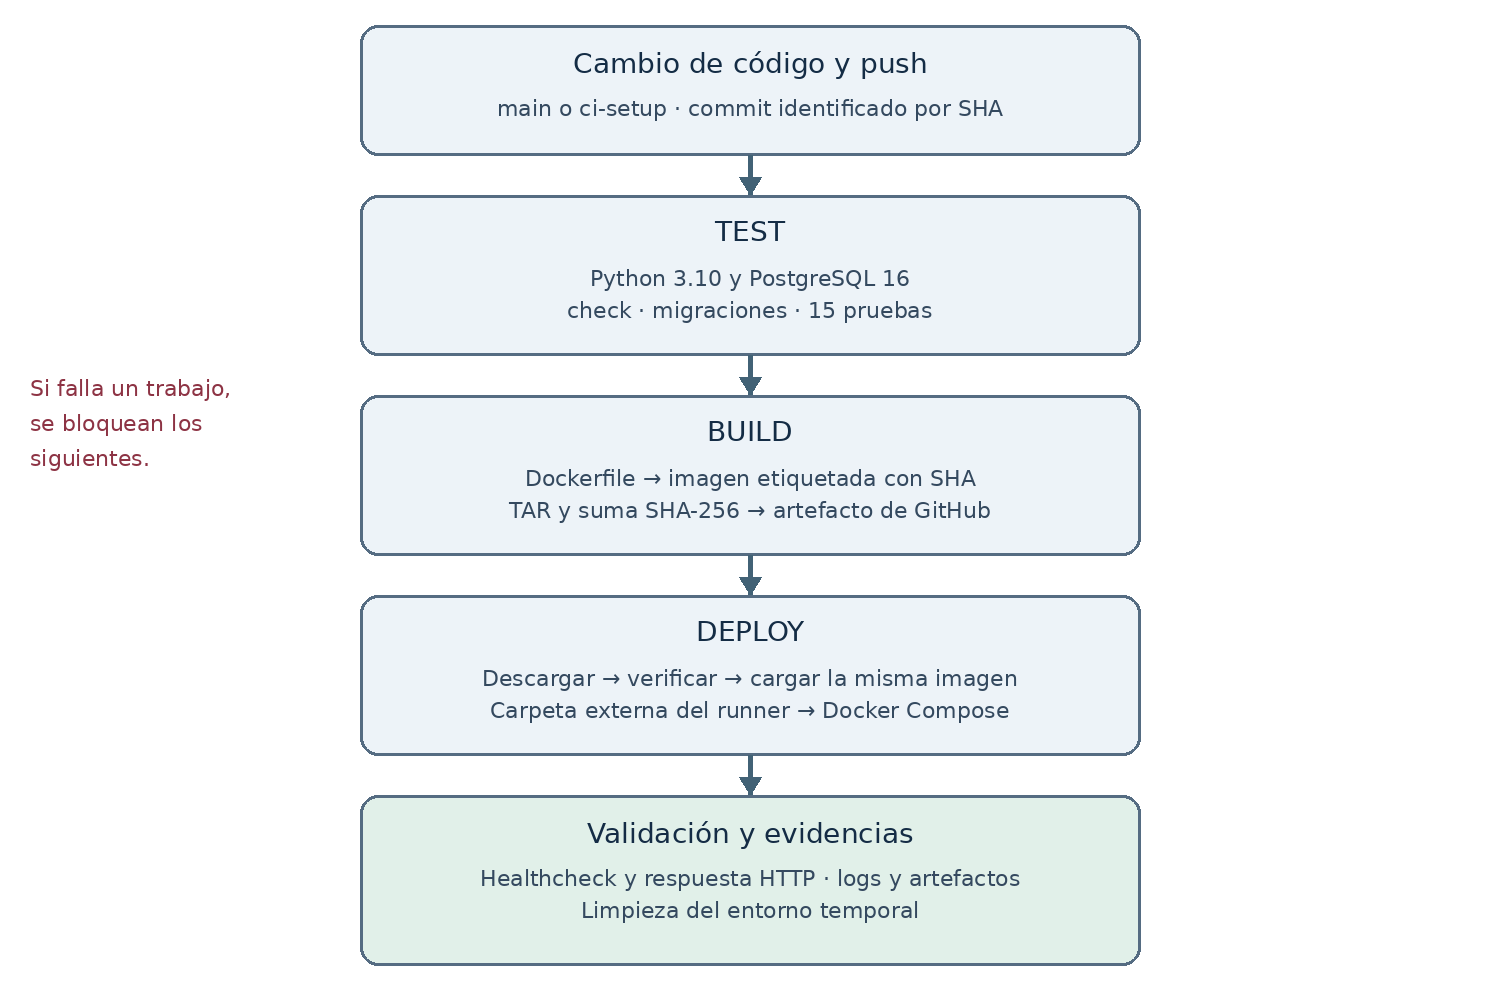 Cambio de código y push
main o ci-setup · commit identificado por SHA
TEST
Python 3.10 y PostgreSQL 16
check · migraciones · 15 pruebas
Si falla un trabajo,
se bloquean los
siguientes.
BUILD
Dockerfile → imagen etiquetada con SHA
TAR y suma SHA-256 → artefacto de GitHub
DEPLOY
Descargar → verificar → cargar la misma imagen
Carpeta externa del runner → Docker Compose
Validación y evidencias
Healthcheck y respuesta HTTP · logs y artefactos
Limpieza del entorno temporal